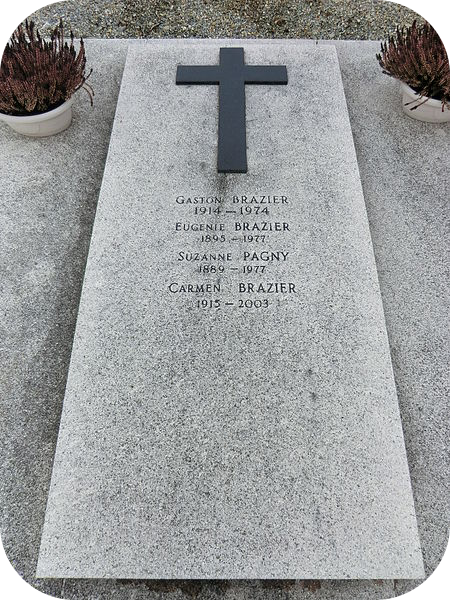 Gaston BRAZIER
1914 – 1974
Eugenie BRAZIER
1895 – 1977
Suzanne PAGNY
1889 – 1977
Carmen BRAZIER
1915 – 2003